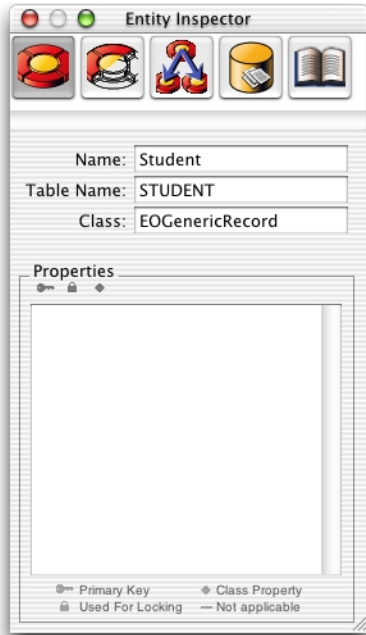 Entity Inspector
Name: Student
Table Name: STUDENT
Class: EOGenericRecord
Properties
Primary Key Class Property
Used For Locking — Not applicable